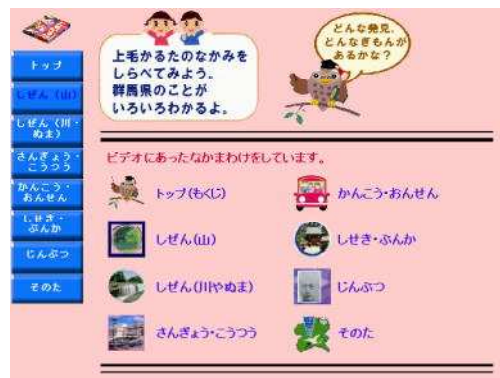 上毛かるたのなかみを
しらべてみよう。
群馬県のことが
いろいろわかるよ。
どんな発見、
どんなぎもんが
あるかな？
トップ
しぜん（山）
しぜん（川・
ぬま）
さんぎょう・
こうつう
かんこう・
おんせん
しせき・
ぶんか
じんぶつ
そのた
ビデオにあったなかまわけをしています。
トップ(もくじ)
かんこう・おんせん
しぜん(山)
しせき・ぶんか
しぜん(川やぬま)
じんぶつ
さんぎょう・こうつう
そのた